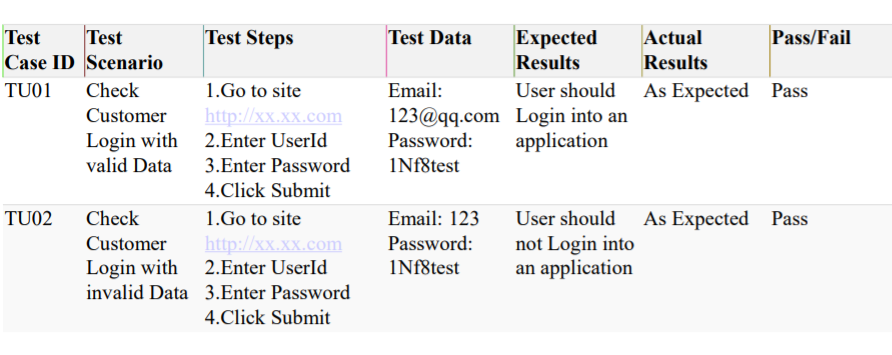 Test Case ID Test Scenario Test Steps Test Data Expected Results Actual Results Pass/Fail
TU01 Check Customer Login with valid Data 1.Go to site http://xx.xx.com 2.Enter UserId 3.Enter Password 4.Click Submit Email: 123@qq.com Password: 1Nf8test User should Login into an application As Expected Pass
TU02 Check Customer Login with invalid Data 1.Go to site http://xx.xx.com 2.Enter UserId 3.Enter Password 4.Click Submit Email: 123 Password: 1Nf8test User should not Login into an application As Expected Pass